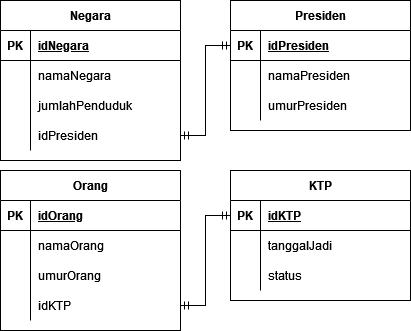 Negara
PK idNegara
namaNegara
jumlahPenduduk
idPresiden
Presiden
PK idPresiden
namaPresiden
umurPresiden
Orang
PK idOrang
namaOrang
umurOrang
idKTP
KTP
PK idKTP
tanggalJadi
status